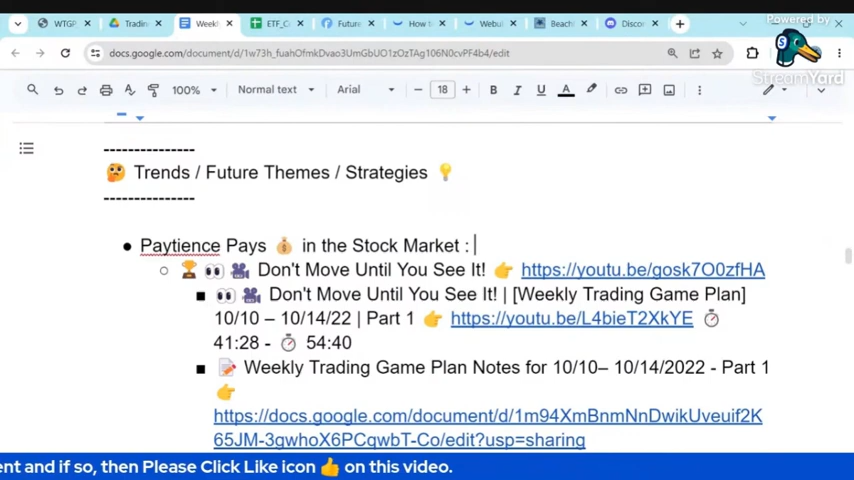 Powered by
WTGP
Tradin
Weekl
ETF_C
Future
How b
Webul
Beach
Disco
docs.google.com/document/d/1w73h_fuahOfmkDvao3UmGbUO1zOzTAg106N0cvPF4b4/edit
StreamYard
100% Normal text Arial 18 B I U A
---------------
🤔 Trends / Future Themes / Strategies 💡
---------------
● Paytience Pays 💰 in the Stock Market :
○ 🏆 👀 🎥 Don't Move Until You See It! 👉 https://youtu.be/gosk7O0zfHA
■ 👀 🎥 Don't Move Until You See It! | [Weekly Trading Game Plan]
10/10 – 10/14/22 | Part 1 👉 https://youtu.be/L4bieT2XkYE ⏱
41:28 - ⏱ 54:40
■ 📝 Weekly Trading Game Plan Notes for 10/10– 10/14/2022 - Part 1
👉
https://docs.google.com/document/d/1m94XmBnmNnDwikUveuif2K
65JM-3gwhoX6PCqwbT-Co/edit?usp=sharing
ent and if so, then Please Click Like icon 👍 on this video.